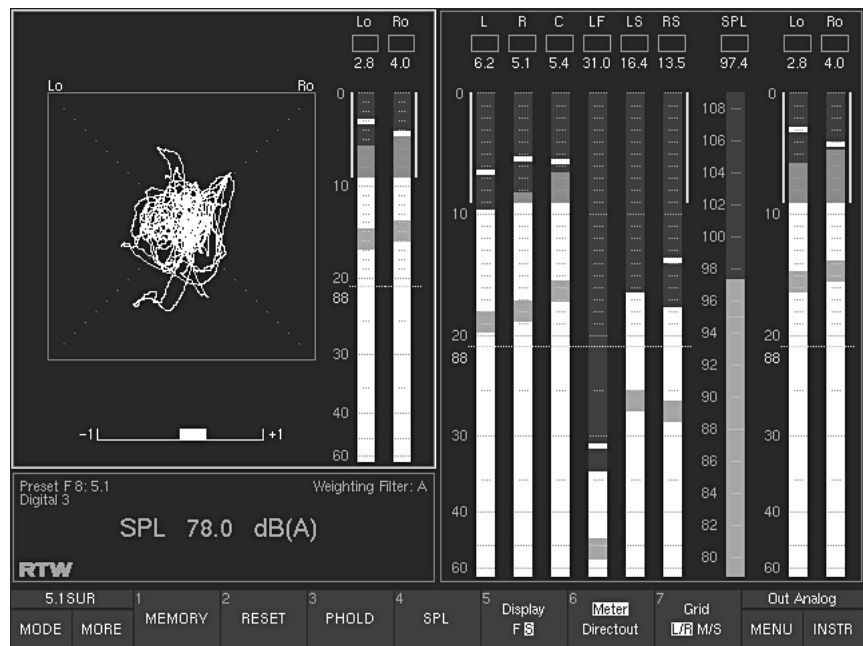 Lo Ro
2.8 4.0
Lo Ro
0
10
20
88
30
40
60
-1 +1
L R C LF LS RS SPL Lo Ro
6.2 5.1 5.4 31.0 16.4 13.5 97.4 2.8 4.0
0 108 0
106
104
102
10 100 10
98
96
20 94 20
88 92 88
90
30 88 30
86
84
40 82 40
60 80 60
Preset F 8: 5.1 Weighting Filter: A
Digital 3
SPL 78.0 dB(A)
RTW
5.1SUR 1 2 3 4 5 6 7 Out Analog
MODE MORE MEMORY RESET PHOLD SPL Display Meter Grid MENU INSTR
F S Directout L/R M/S